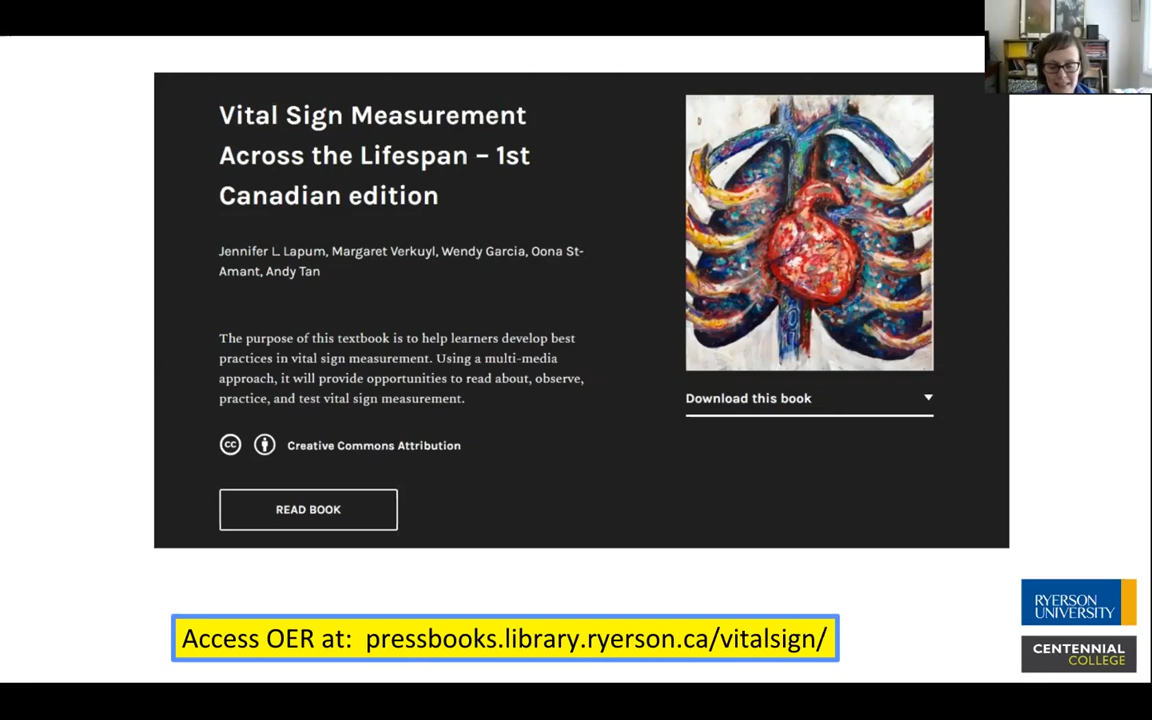 Vital Sign Measurement
Across the Lifespan – 1st
Canadian edition
Jennifer L. Lapum, Margaret Verkuyl, Wendy Garcia, Oona St-
Amant, Andy Tan
The purpose of this textbook is to help learners develop best
practices in vital sign measurement. Using a multi-media
approach, it will provide opportunities to read about, observe,
practice, and test vital sign measurement.
cc Creative Commons Attribution
READ BOOK
Download this book
Access OER at: pressbooks.library.ryerson.ca/vitalsign/
RYERSON
UNIVERSITY
CENTENNIAL
COLLEGE